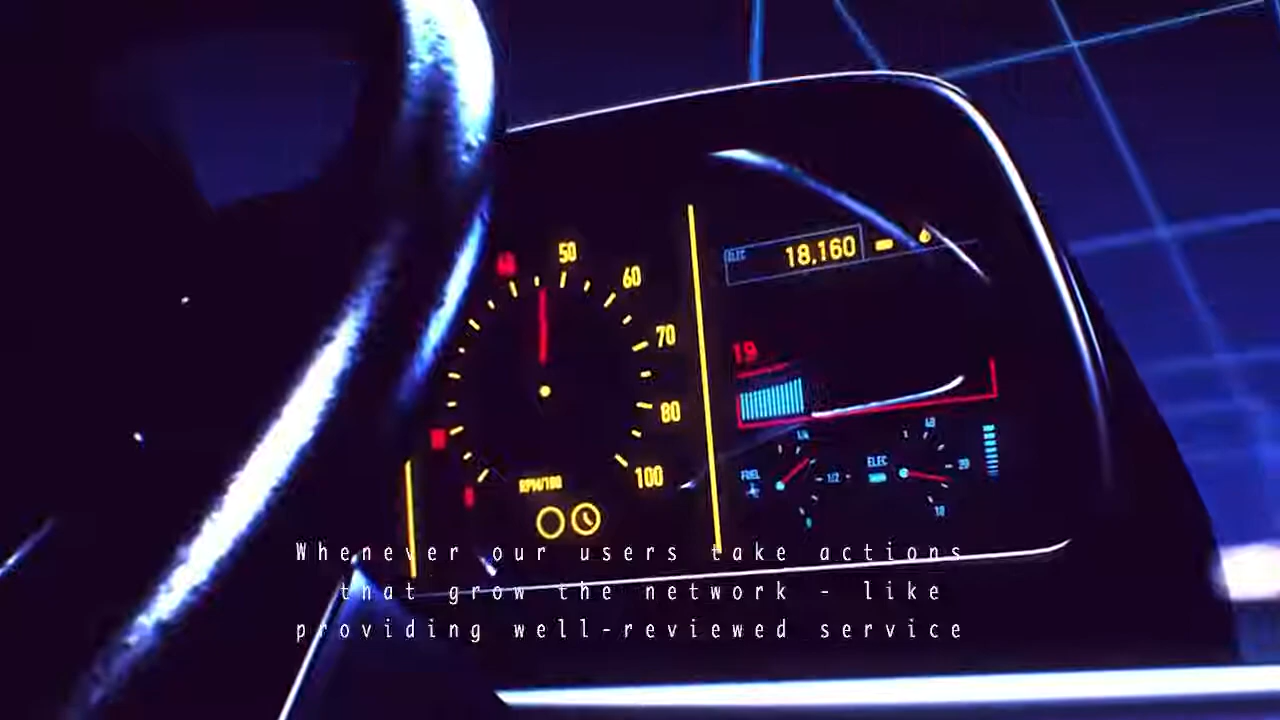 50
60
70
80
100
RPM/100
ELEC
18,160
19
FUEL
1/2
ELEC
Whenever our users take actions
that grow the network - like
providing well-reviewed service